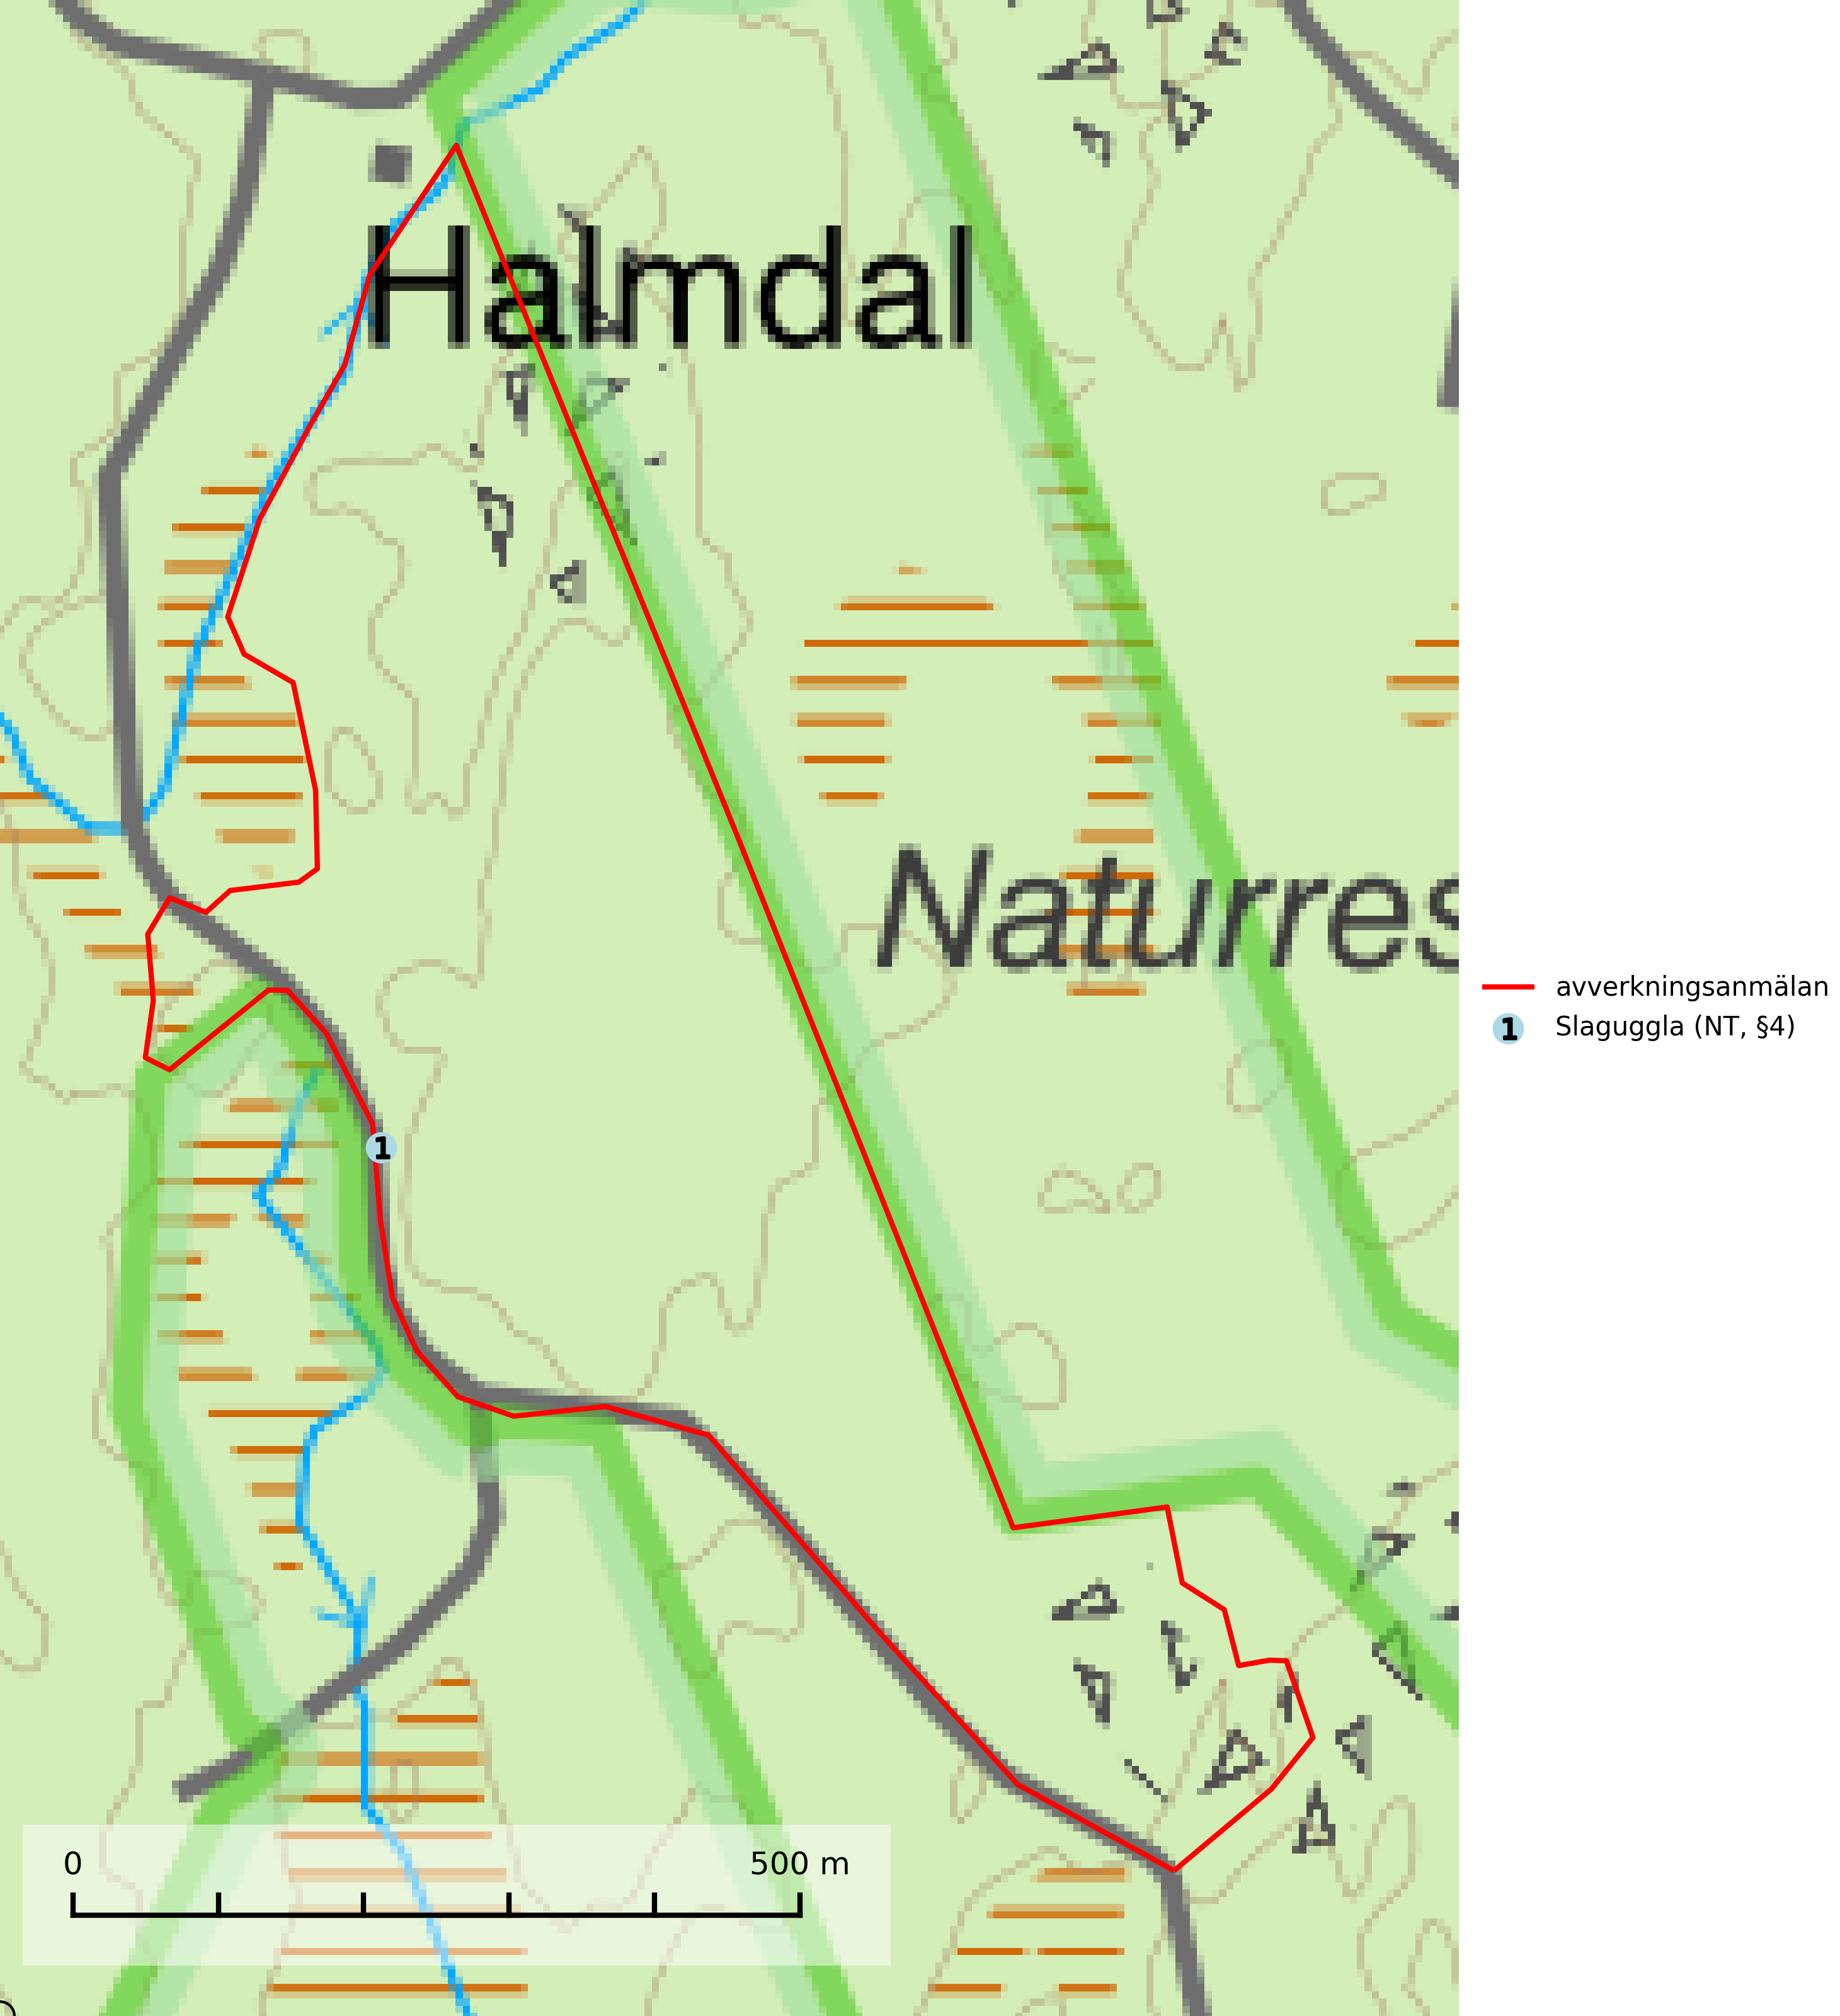 Halmdal
Naturres
avverkningsanmälan
1 Slaguggla (NT, §4)
1
0 500 m